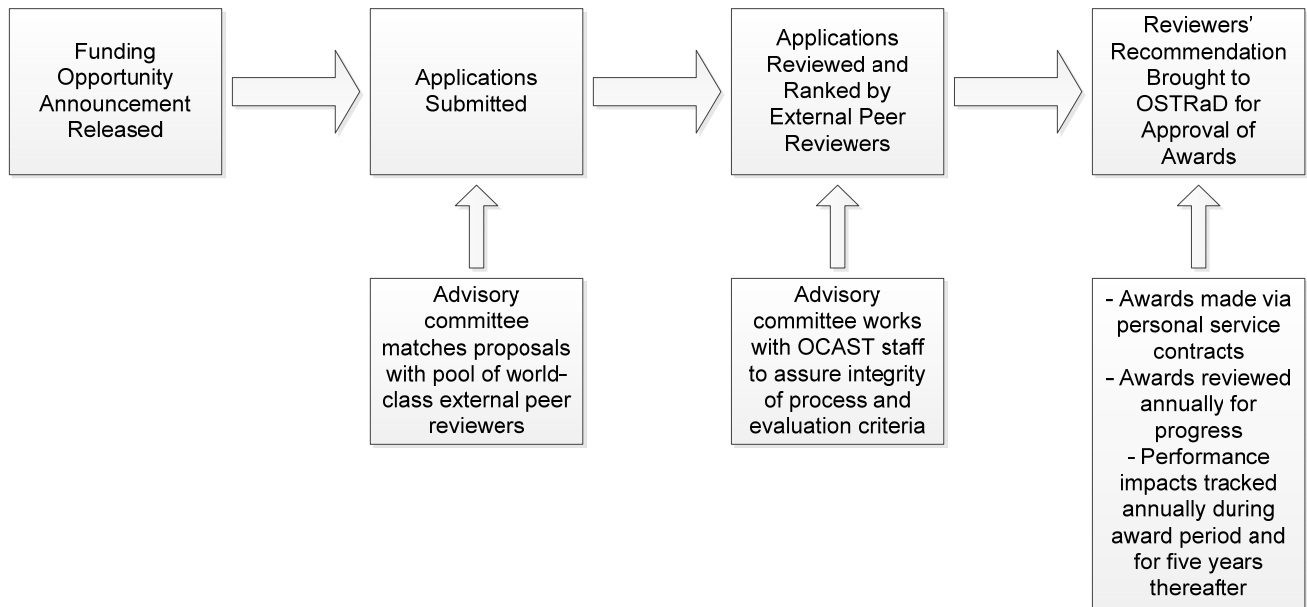 Funding
Opportunity
Announcement
Released
Applications
Submitted
Applications
Reviewed and
Ranked by
External Peer
Reviewers
Reviewers’
Recommendation
Brought to
OSTRaD for
Approval of
Awards
Advisory
committee
matches proposals
with pool of world-
class external peer
reviewers
Advisory
committee works
with OCAST staff
to assure integrity
of process and
evaluation criteria
- Awards made via
personal service
contracts
- Awards reviewed
annually for
progress
- Performance
impacts tracked
annually during
award period and
for five years
thereafter